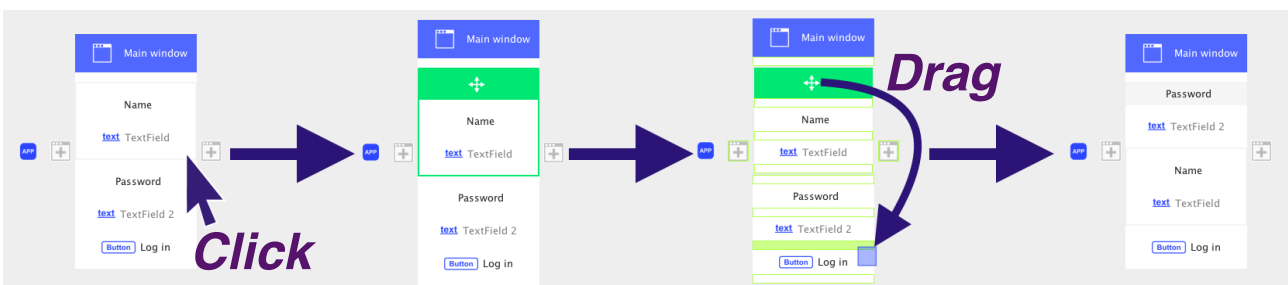 Main window
Name
text TextField
APP
Password
text TextField 2
Button Log in
Click
Main window
Name
APP
text TextField
Password
text TextField 2
Button Log in
Main window
Drag
Name
APP
text TextField
Password
text TextField 2
Button Log in
Main window
Password
text TextField 2
APP
Name
text TextField
Button Log in